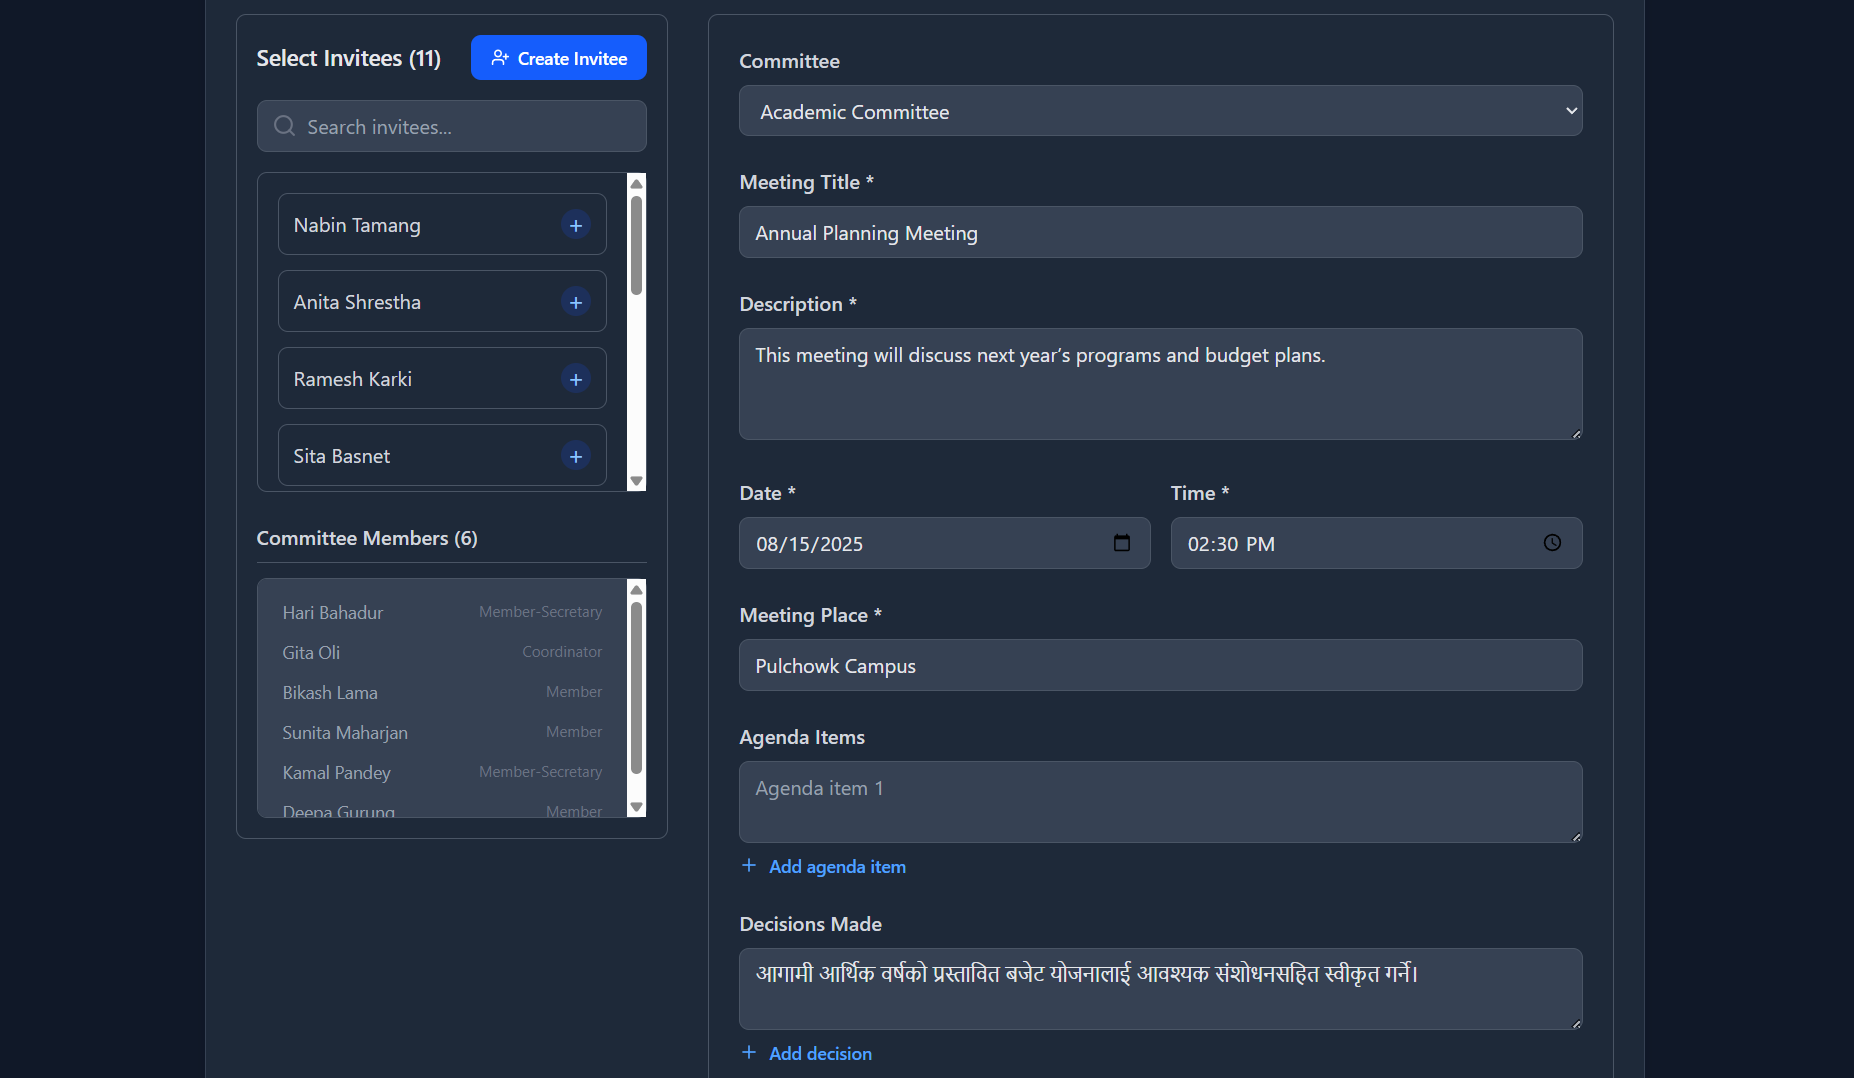 Select Invitees (11)
Create Invitee
Search invitees...
Nabin Tamang
Anita Shrestha
Ramesh Karki
Sita Basnet
Committee Members (6)
Hari Bahadur Member-Secretary
Gita Oli Coordinator
Bikash Lama Member
Sunita Maharjan Member
Kamal Pandey Member-Secretary
Deepa Gurung Member
Committee
Academic Committee
Meeting Title *
Annual Planning Meeting
Description *
This meeting will discuss next year’s programs and budget plans.
Date * Time *
08/15/2025 02:30 PM
Meeting Place *
Pulchowk Campus
Agenda Items
Agenda item 1
+ Add agenda item
Decisions Made
आगामी आर्थिक वर्षको प्रस्तावित बजेट योजनालाई आवश्यक संशोधनसहित स्वीकृत गर्ने।
+ Add decision